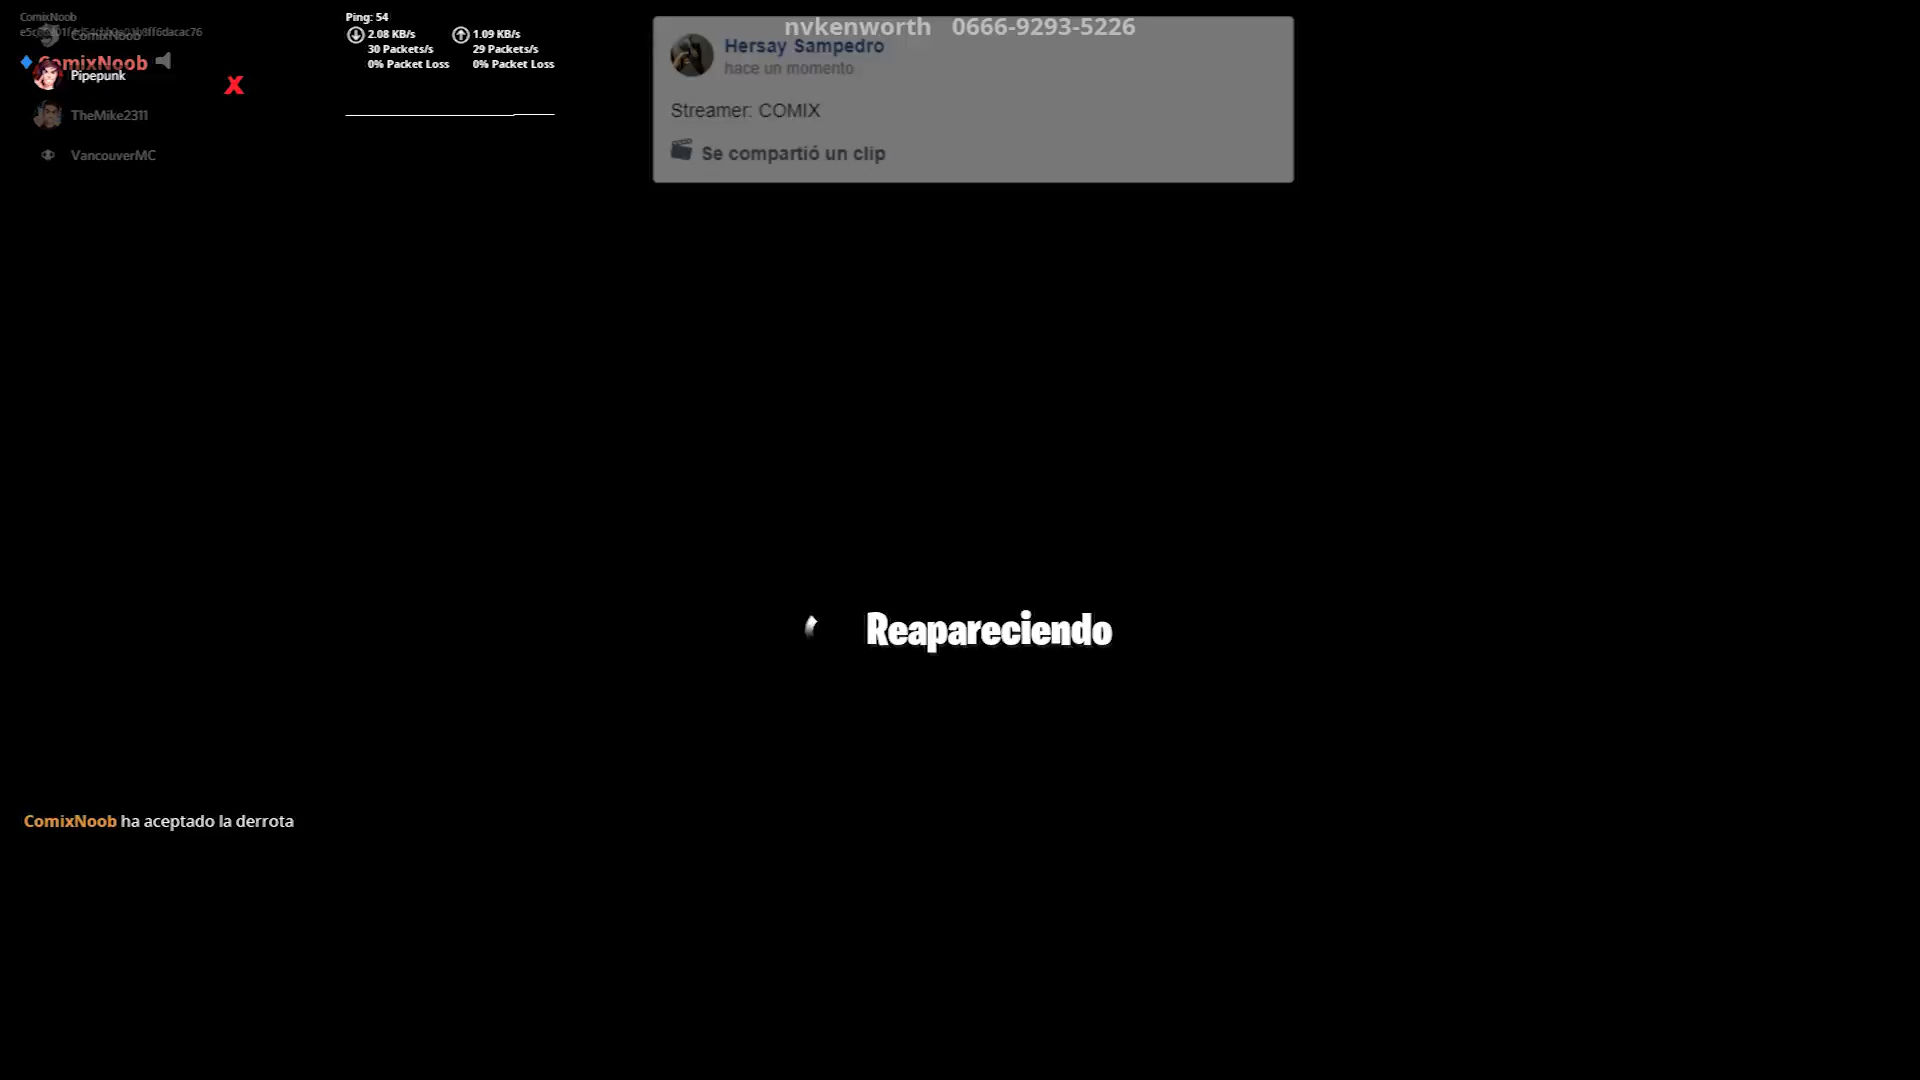 ComixNoob
ComixNoob
ComixNoob
Pipepunk
TheMike2311
VancouverMC
Ping: 54
2.08 KB/s
1.09 KB/s
30 Packets/s
29 Packets/s
0% Packet Loss
0% Packet Loss
nvkenworth 0666-9293-5226
Hersay Sampedro
hace un momento
Streamer: COMIX
Se compartió un clip
X
Reapareciendo
ComixNoob ha aceptado la derrota